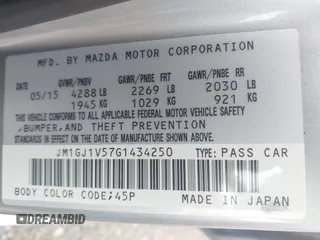 MFD. BY MAZDA MOTOR CORPORATION
GVWR/PNBV GAWR/PNBE FRT GAWR/PNBE RR
05/15 4288 LB 2269 LB 2030 LB
1945 KG 1029 KG 921 KG
THIS VEHICLE CONFORMS TO ALL APPLICABLE
FEDERAL MOTOR VEHICLE SAFETY
, BUMPER, AND THEFT PREVENTION
STANDARDS IN EFFECT ON THE DATE OF
MANUFACTURE SHOWN ABOVE.
JM1GJ1V57G1434250 TYPE: PASS CAR
BODY COLOR CODE: 45P MADE IN JAPAN
DREAMBID